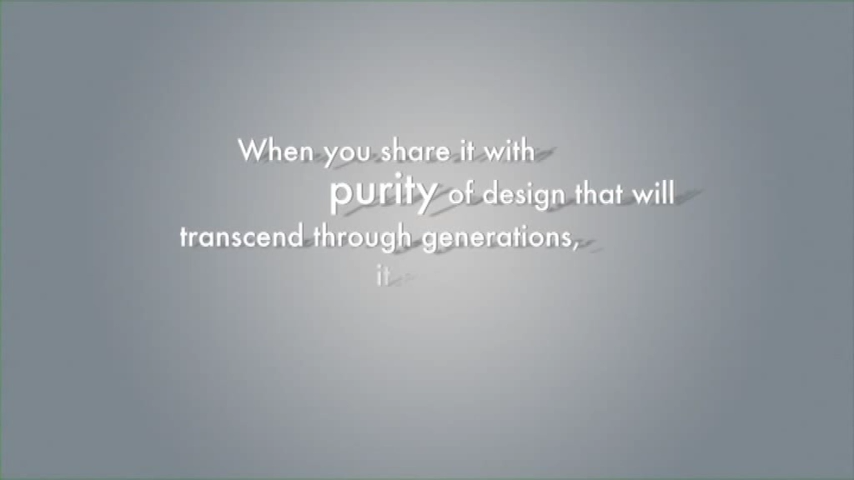 When you share it with
purity of design that will
transcend through generations,
it